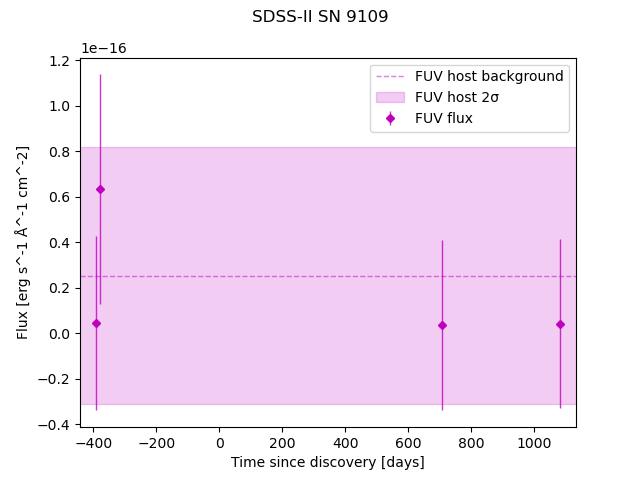 SDSS-II SN 9109
1e−16
FUV host background
FUV host 2σ
FUV flux
1.2
1.0
0.8
0.6
0.4
0.2
0.0
−0.2
−0.4
Flux [erg s^-1 Å^-1 cm^-2]
−400 −200 0 200 400 600 800 1000
Time since discovery [days]